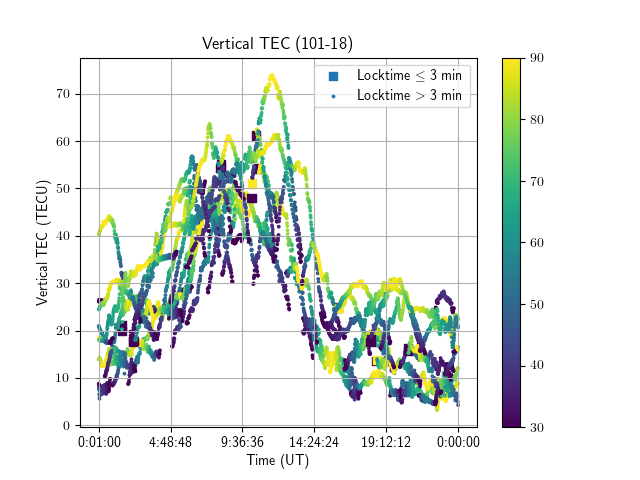 Vertical TEC (101-18)
Locktime ≤ 3 min
Locktime > 3 min
Vertical TEC (TECU)
70
60
50
40
30
20
10
0
0:01:00 4:48:48 9:36:36 14:24:24 19:12:12 0:00:00
Time (UT)
90
80
70
60
50
40
30